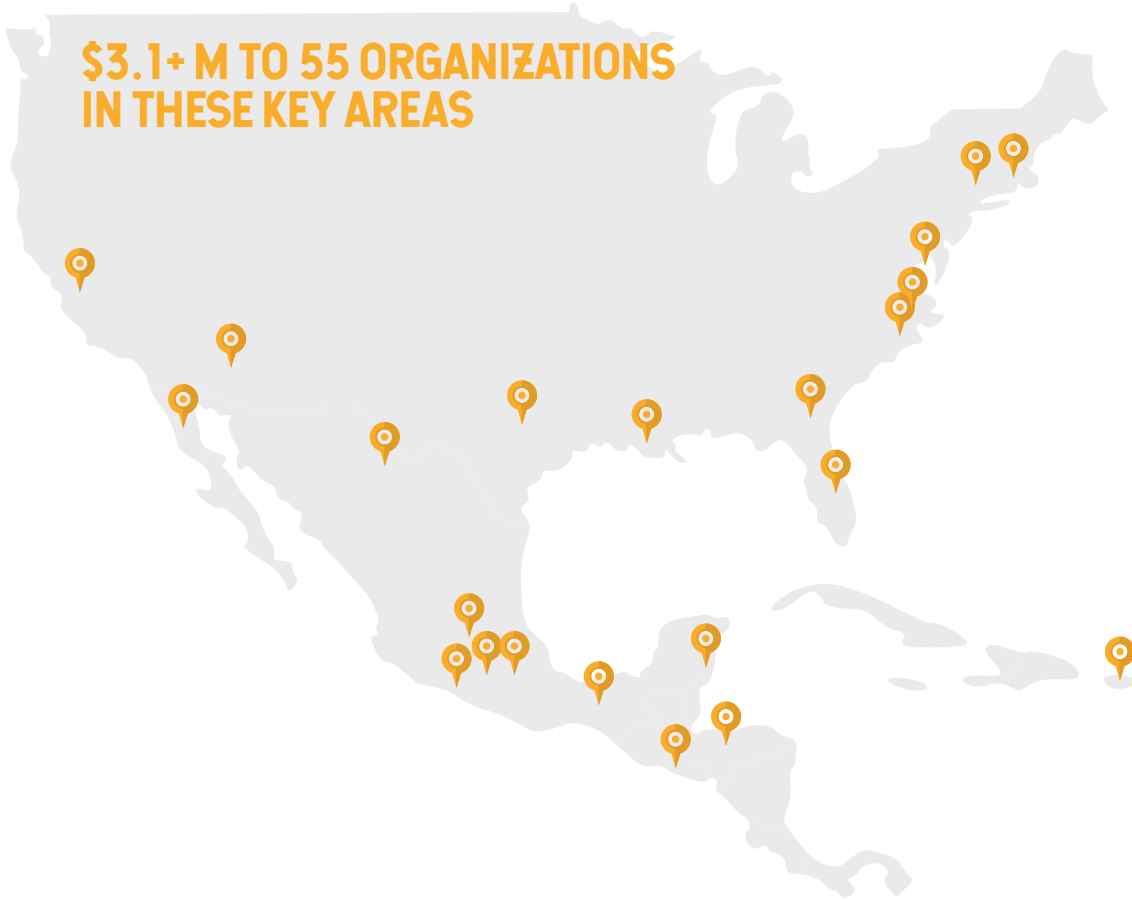 $3.1+ M TO 55 ORGANIZATIONS
IN THESE KEY AREAS